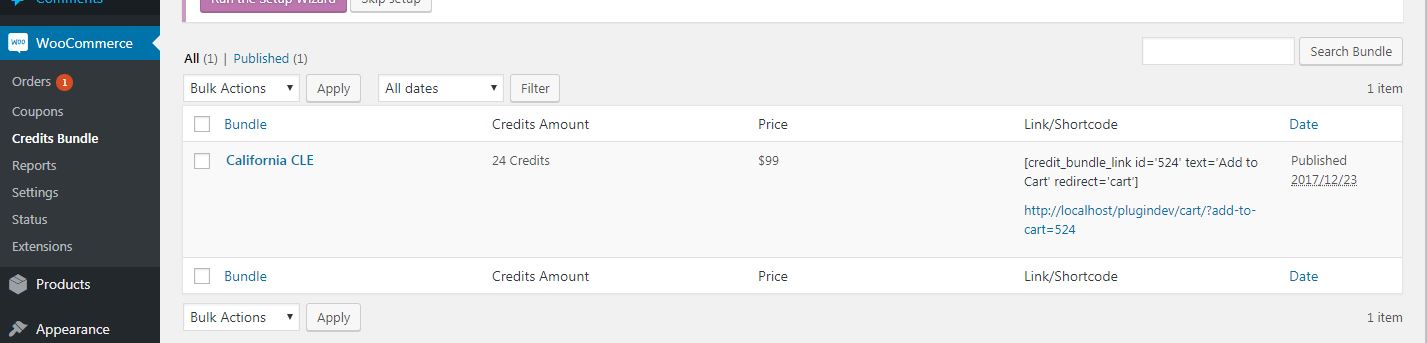 Comments
Run the Setup Wizard Skip setup
WOO WooCommerce
Orders 1
Coupons
Credits Bundle
Reports
Settings
Status
Extensions
Products
Appearance
All (1) | Published (1)
Search Bundle
Bulk Actions Apply All dates Filter 1 item
Bundle Credits Amount Price Link/Shortcode Date
California CLE 24 Credits $99 [credit_bundle_link id='524' text='Add to Published
Cart' redirect='cart'] 2017/12/23
http://localhost/plugindev/cart/?add-to-
cart=524
Bundle Credits Amount Price Link/Shortcode Date
Bulk Actions Apply 1 item